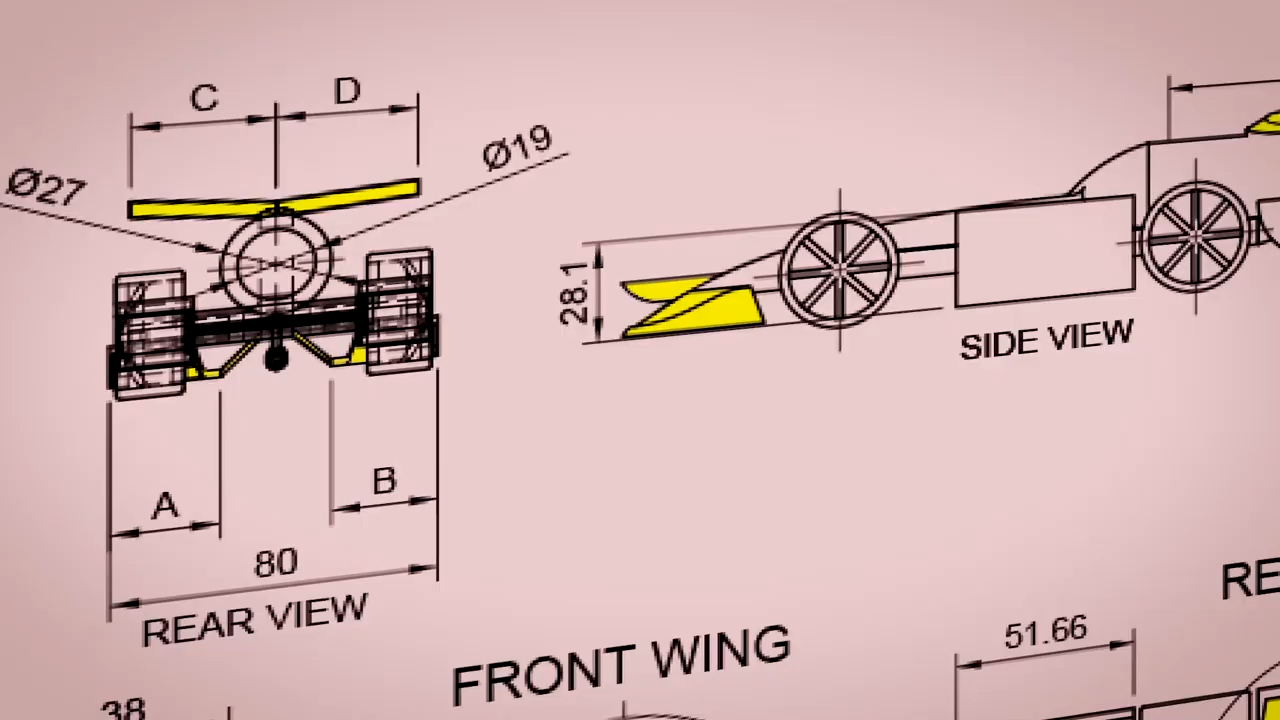 C
D
Ø27
Ø19
28.1
SIDE VIEW
A
B
80
REAR VIEW
FRONT WING
51.66
38